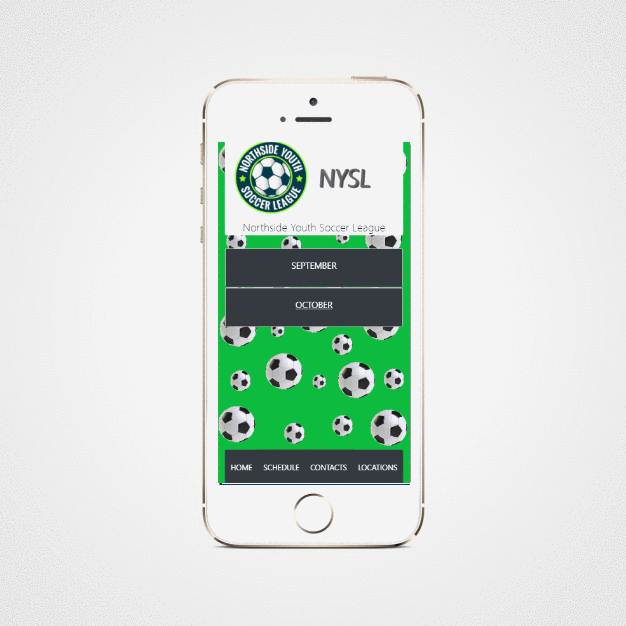 NORTHSIDE YOUTH
SOCCER LEAGUE
NYSL
Northside Youth Soccer League
SEPTEMBER
OCTOBER
HOME SCHEDULE CONTACTS LOCATIONS